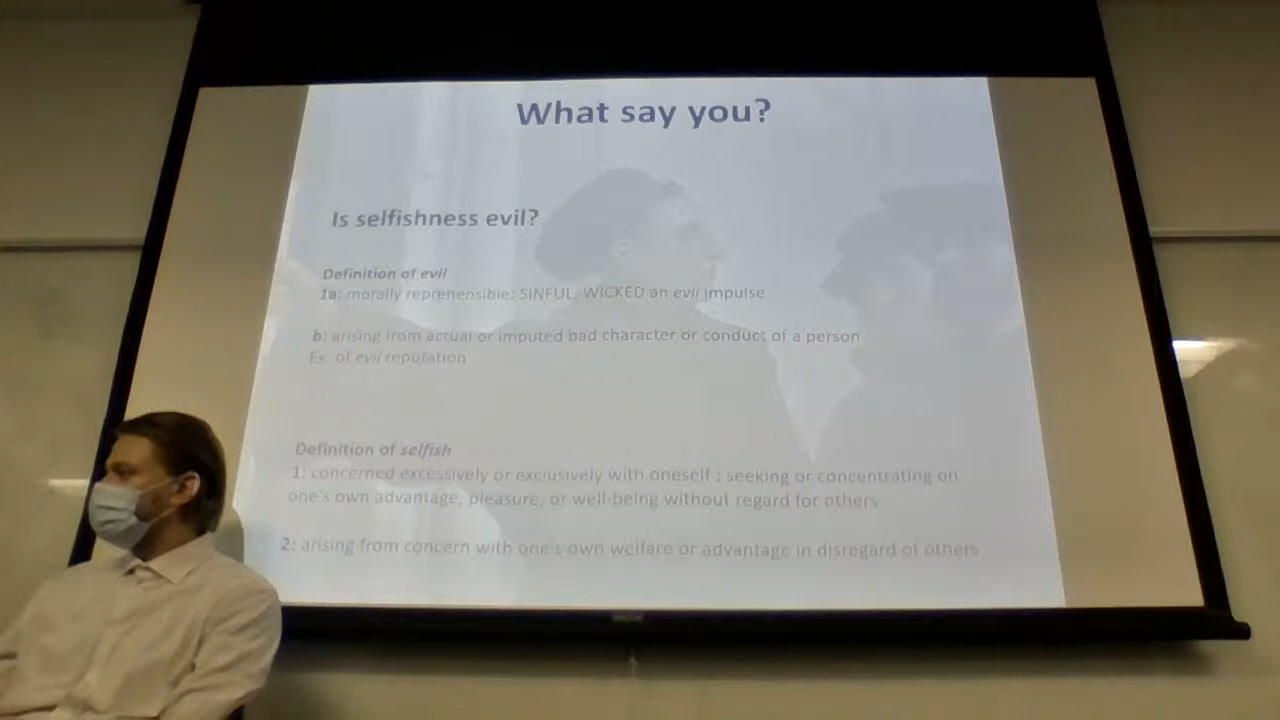 What say you?
Is selfishness evil?
Definition of evil
1a: morally reprehensible: SINFUL, WICKED an evil impulse
b: arising from actual or imputed bad character or conduct of a person
Ex. of evil reputation
Definition of selfish
1: concerned excessively or exclusively with oneself : seeking or concentrating on
one's own advantage, pleasure, or well-being without regard for others
2: arising from concern with one's own welfare or advantage in disregard of others